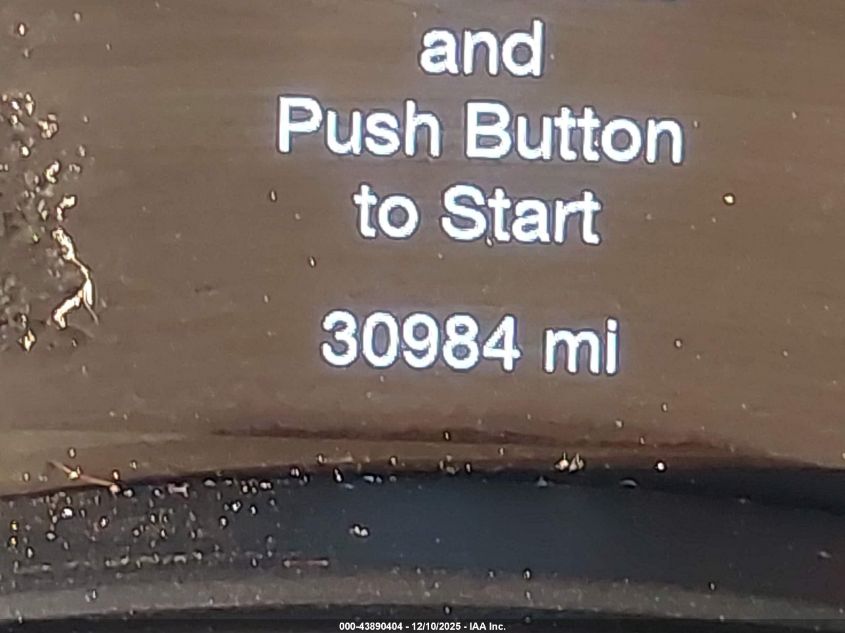 and
Push Button
to Start
30984 mi
000-43890404 - 12/10/2025 - IAA Inc.